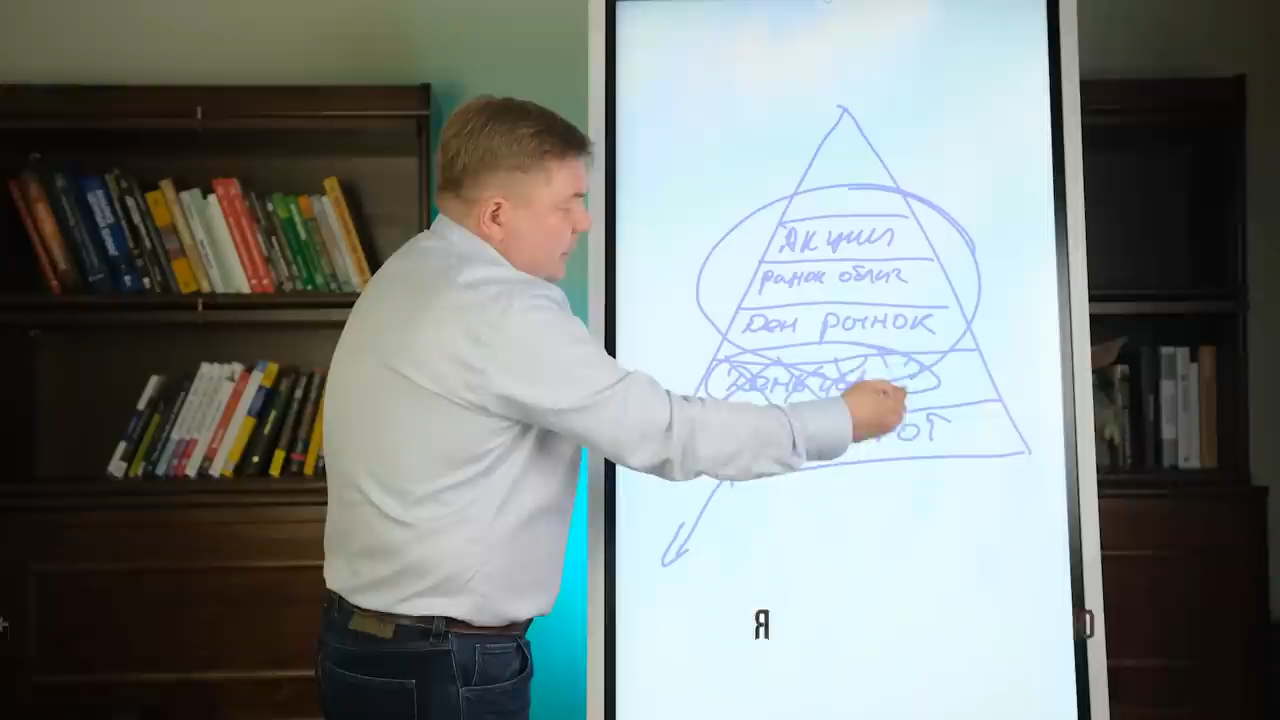 Акции
рынок облиг
Ден рынок
Я